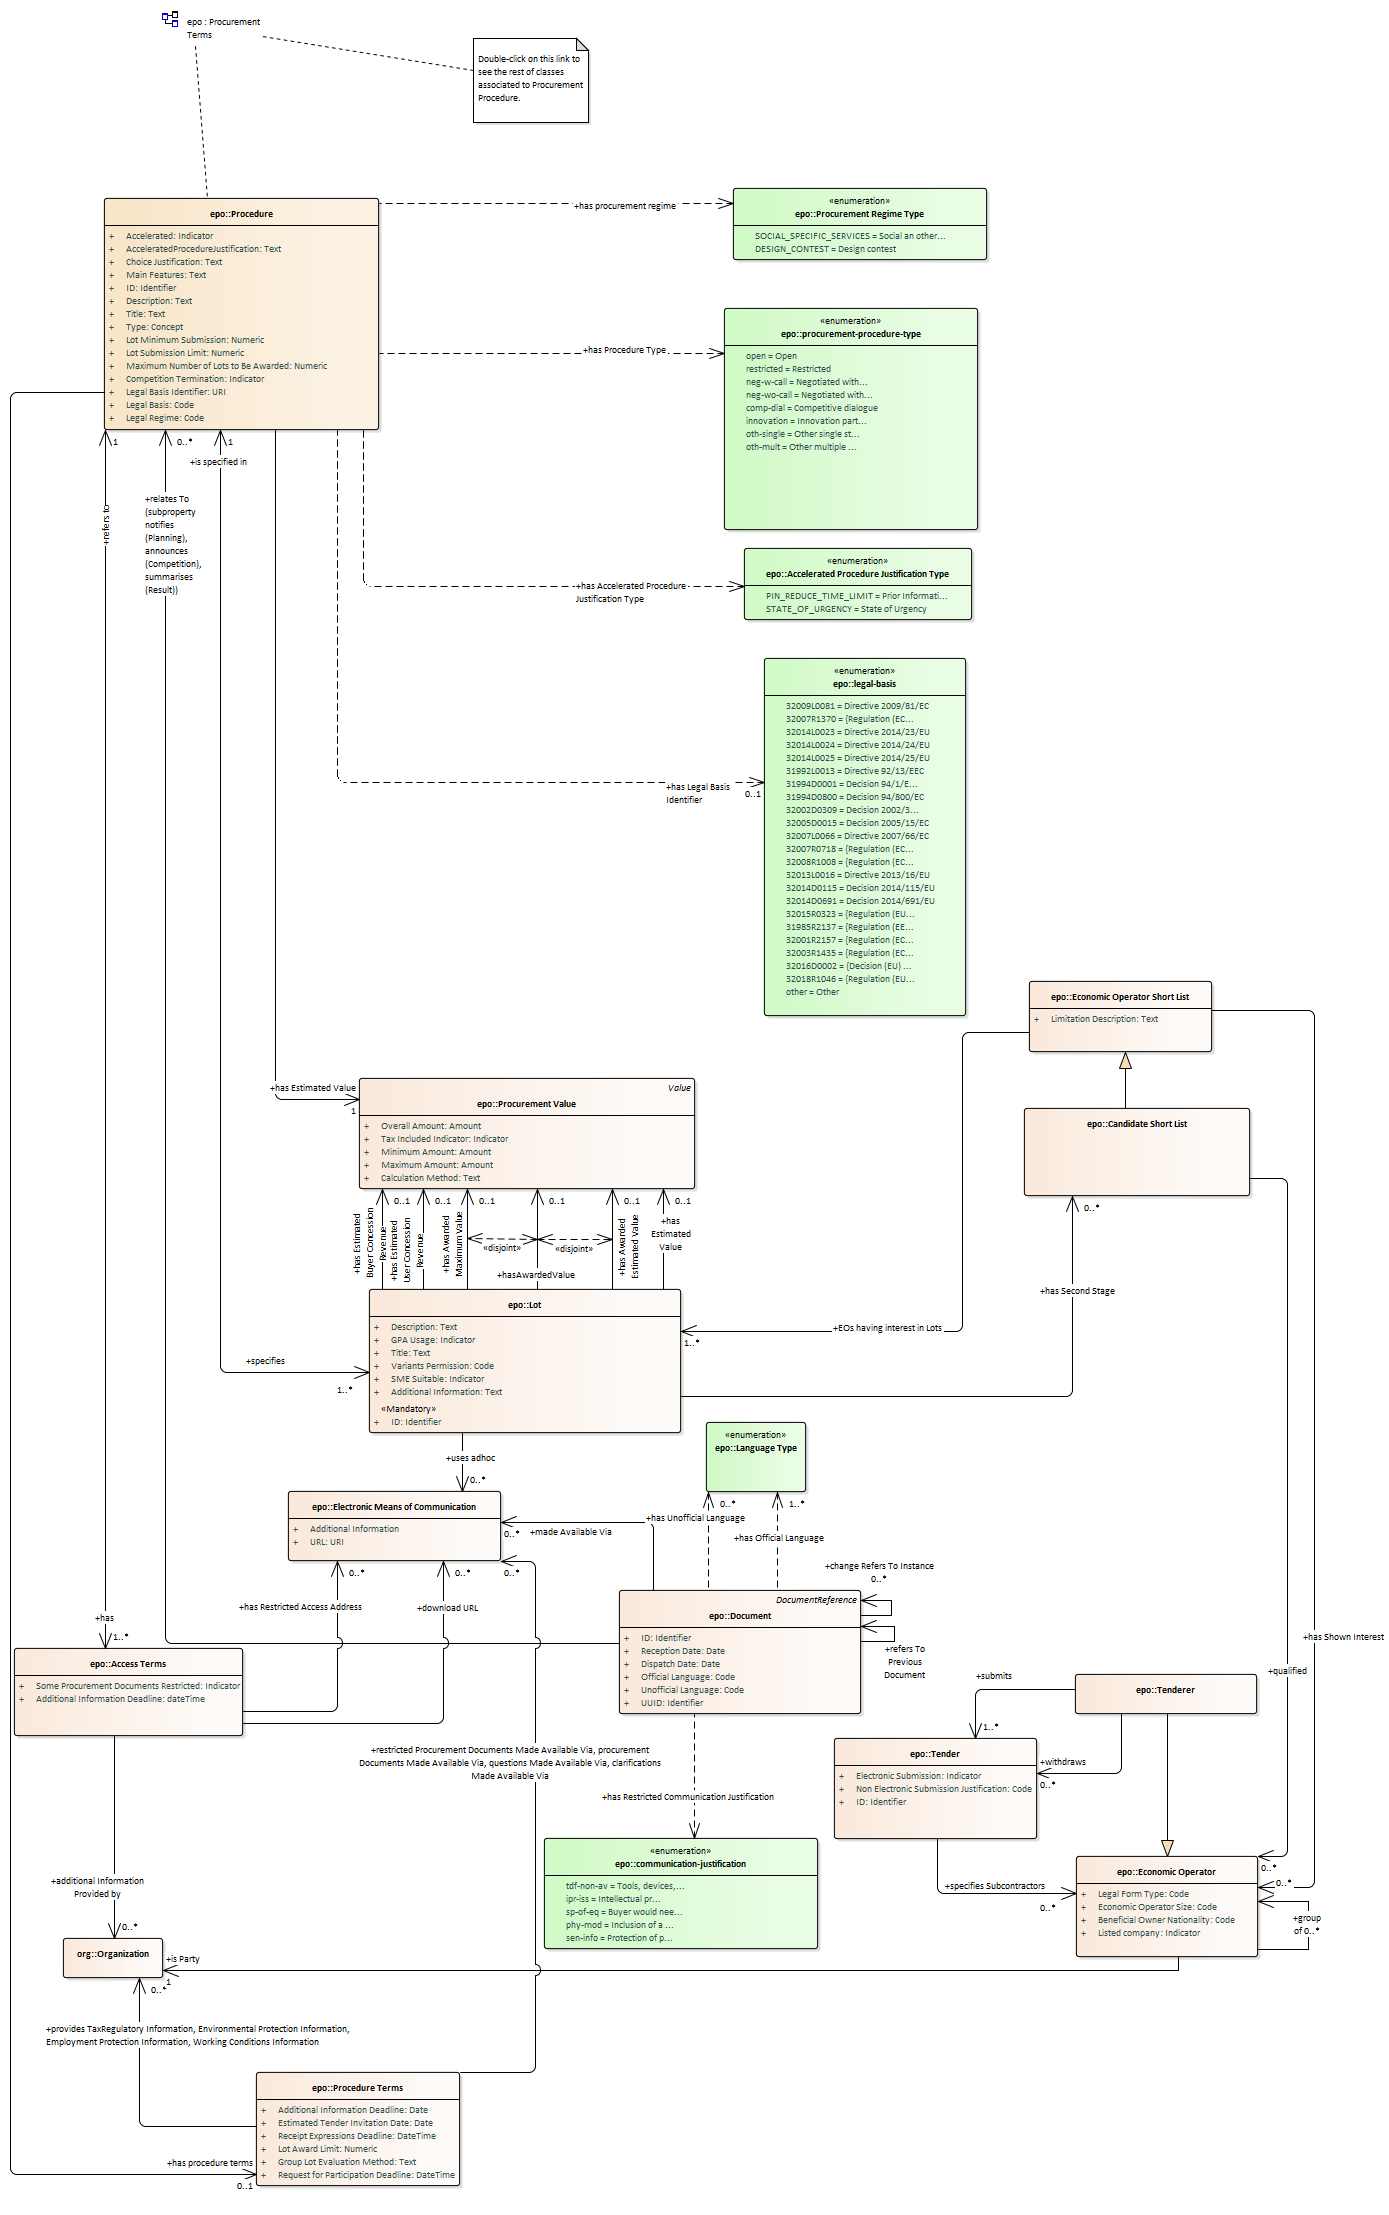 epo : Procurement
Terms
Double-click on this link to
see the rest of classes
associated to Procurement
Procedure.
epo::Procedure
+ Accelerated: Indicator
+ AcceleratedProcedureJustification: Text
+ Choice Justification: Text
+ Main Features: Text
+ ID: Identifier
+ Description: Text
+ Title: Text
+ Type: Concept
+ Lot Minimum Submission: Numeric
+ Lot Submission Limit: Numeric
+ Maximum Number of Lots to Be Awarded: Numeric
+ Competition Termination: Indicator
+ Legal Basis Identifier: URI
+ Legal Basis: Code
+ Legal Regime: Code
+has procurement regime
«enumeration»
epo::Procurement Regime Type
SOCIAL_SPECIFIC_SERVICES = Social an other...
DESIGN_CONTEST = Design contest
+has Procedure Type
«enumeration»
epo::procurement-procedure-type
open = Open
restricted = Restricted
neg-w-call = Negotiated with...
neg-wo-call = Negotiated with...
comp-dial = Competitive dialogue
innovation = Innovation part...
oth-single = Other single st...
oth-mult = Other multiple ...
1
0..*
1
+is specified in
+refers to
+relates To
(subproperty
notifies
(Planning),
announces
(Competition),
summarises
(Result))
+has Accelerated Procedure
Justification Type
«enumeration»
epo::Accelerated Procedure Justification Type
PIN_REDUCE_TIME_LIMIT = Prior Informati...
STATE_OF_URGENCY = State of Urgency
+has Legal Basis
Identifier
0..1
«enumeration»
epo::legal-basis
32009L0081 = Directive 2009/81/EC
32007R1370 = {Regulation (EC...
32014L0023 = Directive 2014/23/EU
32014L0024 = Directive 2014/24/EU
32014L0025 = Directive 2014/25/EU
31992L0013 = Directive 92/13/EEC
31994D0001 = Decision 94/1/E...
31994D0800 = Decision 94/800/EC
32002D0309 = Decision 2002/3...
32005D0015 = Decision 2005/15/EC
32007L0066 = Directive 2007/66/EC
32007R0718 = {Regulation (EC...
32008R1008 = {Regulation (EC...
32013L0016 = Directive 2013/16/EU
32014D0115 = Decision 2014/115/EU
32014D0691 = Decision 2014/691/EU
32015R0323 = {Regulation (EU...
31985R2137 = {Regulation (EE...
32001R2157 = {Regulation (EC...
32003R1435 = {Regulation (EC...
32016D0002 = {Decision (EU) ...
32018R1046 = {Regulation (EU...
other = Other
epo::Economic Operator Short List
+ Limitation Description: Text
epo::Candidate Short List
0..*
+has Second Stage
+has Estimated Value
1
Value
epo::Procurement Value
+ Overall Amount: Amount
+ Tax Included Indicator: Indicator
+ Minimum Amount: Amount
+ Maximum Amount: Amount
+ Calculation Method: Text
0..1
0..1
0..1
0..1
0..1
0..1
+has Estimated
Buyer Concession
Revenue
+has Estimated
User Concession
Revenue
+has Awarded
Maximum Value
«disjoint»
«disjoint»
+hasAwardedValue
+has Awarded
Estimated Value
+has
Estimated
Value
epo::Lot
+ Description: Text
+ GPA Usage: Indicator
+ Title: Text
+ Variants Permission: Code
+ SME Suitable: Indicator
+ Additional Information: Text
«Mandatory»
+ ID: Identifier
+specifies
1..*
+EOs having interest in Lots
1..*
+uses adhoc
0..*
«enumeration»
epo::Language Type
0..*
1..*
+has Unofficial Language
+has Official Language
epo::Electronic Means of Communication
+ Additional Information
+ URL: URI
0..*
+made Available Via
0..*
0..*
0..*
+has Restricted Access Address
+download URL
+change Refers To Instance
0..*
DocumentReference
epo::Document
+ ID: Identifier
+ Reception Date: Date
+ Dispatch Date: Date
+ Official Language: Code
+ Unofficial Language: Code
+ UUID: Identifier
+refers To
Previous
Document
+has
1..*
epo::Access Terms
+ Some Procurement Documents Restricted: Indicator
+ Additional Information Deadline: dateTime
+has Shown Interest
+qualified
epo::Tenderer
+submits
1..*
+withdraws
0..*
epo::Tender
+ Electronic Submission: Indicator
+ Non Electronic Submission Justification: Code
+ ID: Identifier
+restricted Procurement Documents Made Available Via, procurement
Documents Made Available Via, questions Made Available Via, clarifications
Made Available Via
+has Restricted Communication Justification
«enumeration»
epo::communication-justification
tdf-non-av = Tools, devices,...
ipr-iss = Intellectual pr...
sp-of-eq = Buyer would nee...
phy-mod = Inclusion of a ...
sen-info = Protection of p...
+specifies Subcontractors
0..*
0..*
0..*
epo::Economic Operator
+ Legal Form Type: Code
+ Economic Operator Size: Code
+ Beneficial Owner Nationality: Code
+ Listed company: Indicator
+group
of 0..*
+additional Information
Provided by
0..*
org::Organization
+is Party
1
0..*
+provides TaxRegulatory Information, Environmental Protection Information,
Employment Protection Information, Working Conditions Information
epo::Procedure Terms
+ Additional Information Deadline: Date
+ Estimated Tender Invitation Date: Date
+ Receipt Expressions Deadline: DateTime
+ Lot Award Limit: Numeric
+ Group Lot Evaluation Method: Text
+ Request for Participation Deadline: DateTime
+has procedure terms
0..1